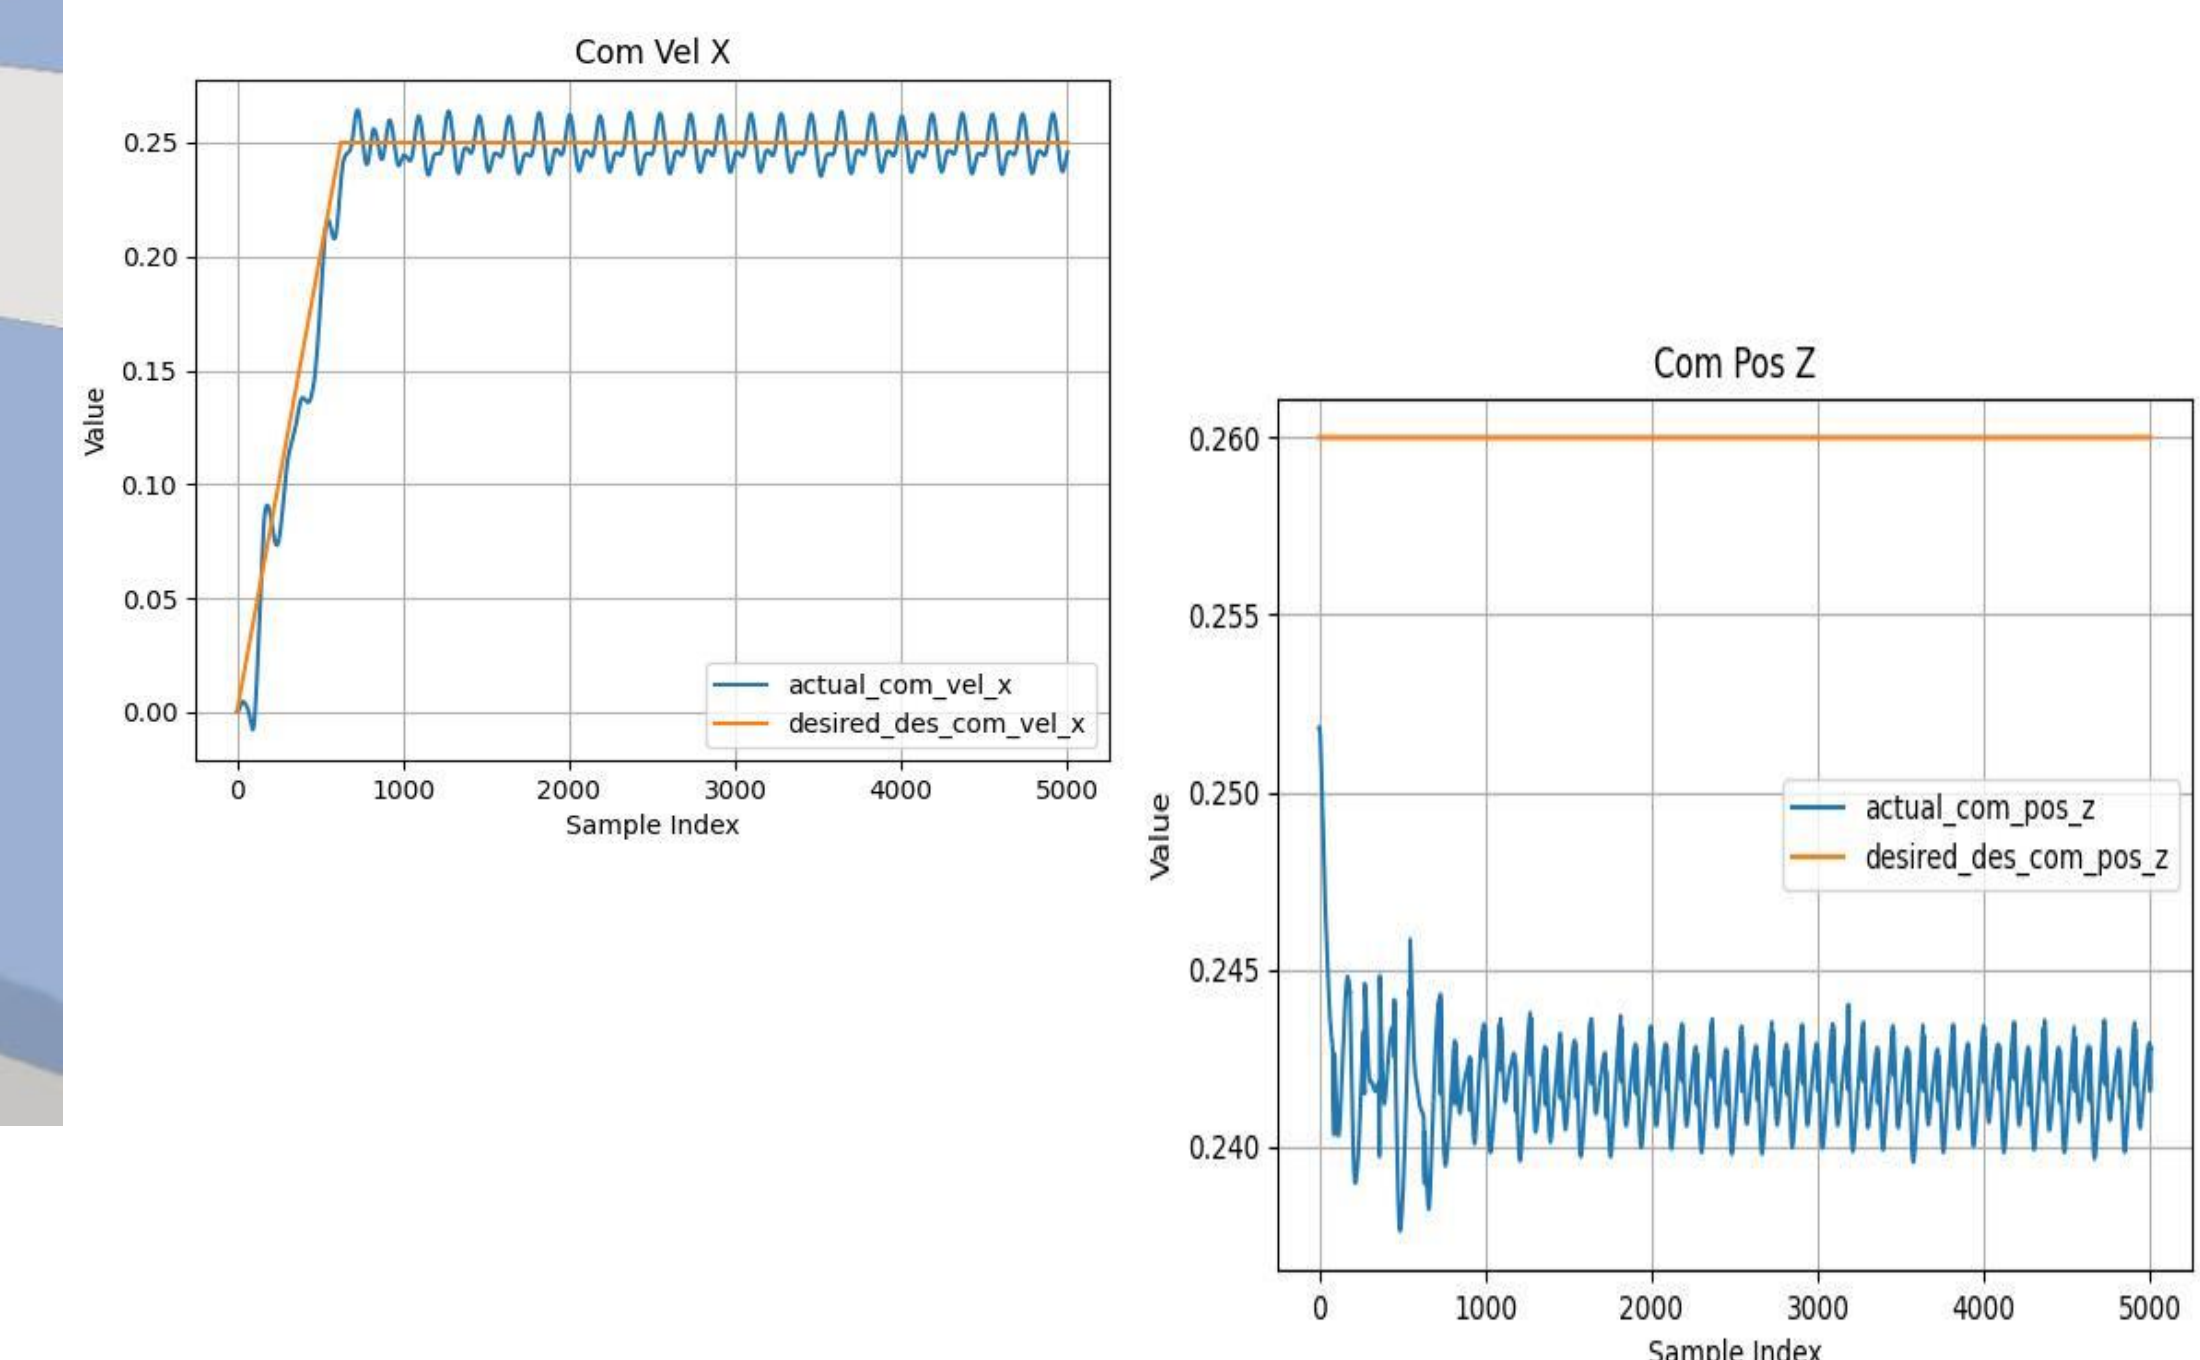 Com Vel X
0.25
0.20
0.15
0.10
0.05
0.00
Value
actual_com_vel_x
desired_des_com_vel_x
0 1000 2000 3000 4000 5000
Sample Index
Com Pos Z
0.260
0.255
0.250
0.245
0.240
Value
actual_com_pos_z
desired_des_com_pos_z
0 1000 2000 3000 4000 5000
Sample Index